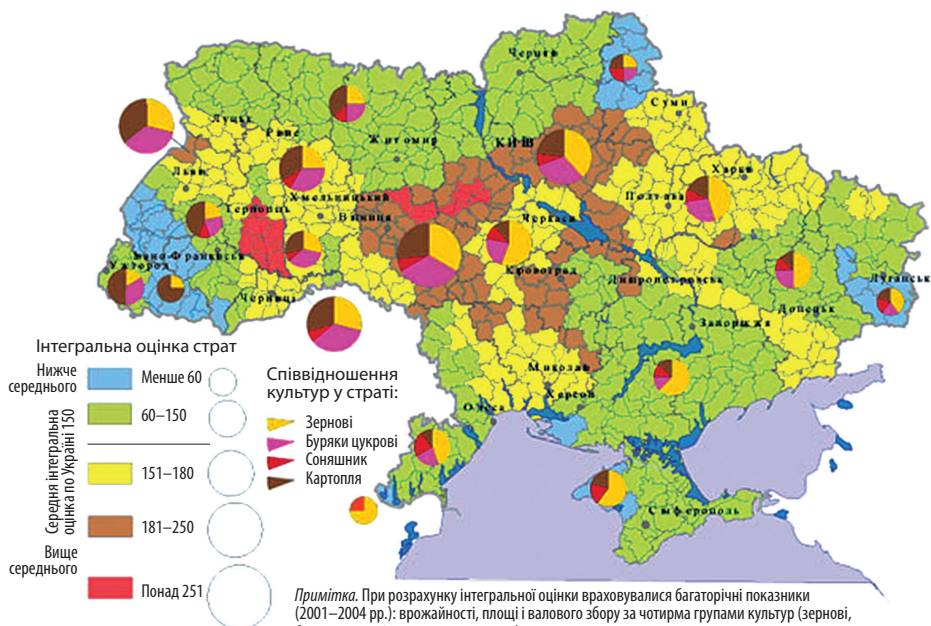 Чернігів
Суми
Луцьк
Рівне
Житомир
КИЇВ
Харків
Львів
Полтава
Хмельницький
Тернопіль
Вінниця
Черкаси
Івано-Франківськ
Кровоград
Ужгород
Дніпропетровськ
Луганськ
Чернівці
Донецьк
Запоріжжя
Миколаїв
Херсон
Одеса
Сімферополь
Інтегральна оцінка страт
Нижче
середнього
Менше 60
60–150
Середня інтегральна
оцінка по Україні 150
151–180
181–250
Вище
середнього
Понад 251
Співвідношення
культур у страті:
Зернові
Буряки цукрові
Соняшник
Картопля
Примітка. При розрахунку інтегральної оцінки враховувалися багаторічні показники
(2001–2004 рр.): врожайності, площі і валового збору за чотирма групами культур (зернові,